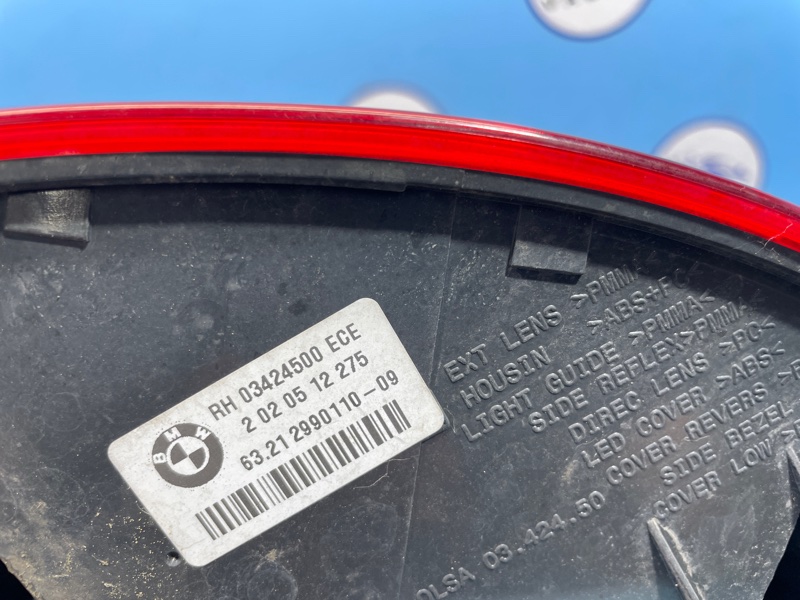 RH 03424500 ECE
2 02 05 12 275
63.21 2990110-09
BMW
EXT LENS >PMM
HOUSIN >ABS+PC
LIGHT GUIDE >PMMA<
SIDE REFLEX>PMMA<
DIREC LENS >PC<
LED COVER >ABS<
COVER REVERS
SIDE BEZEL
COVER LOW
OLSA 03.424.50